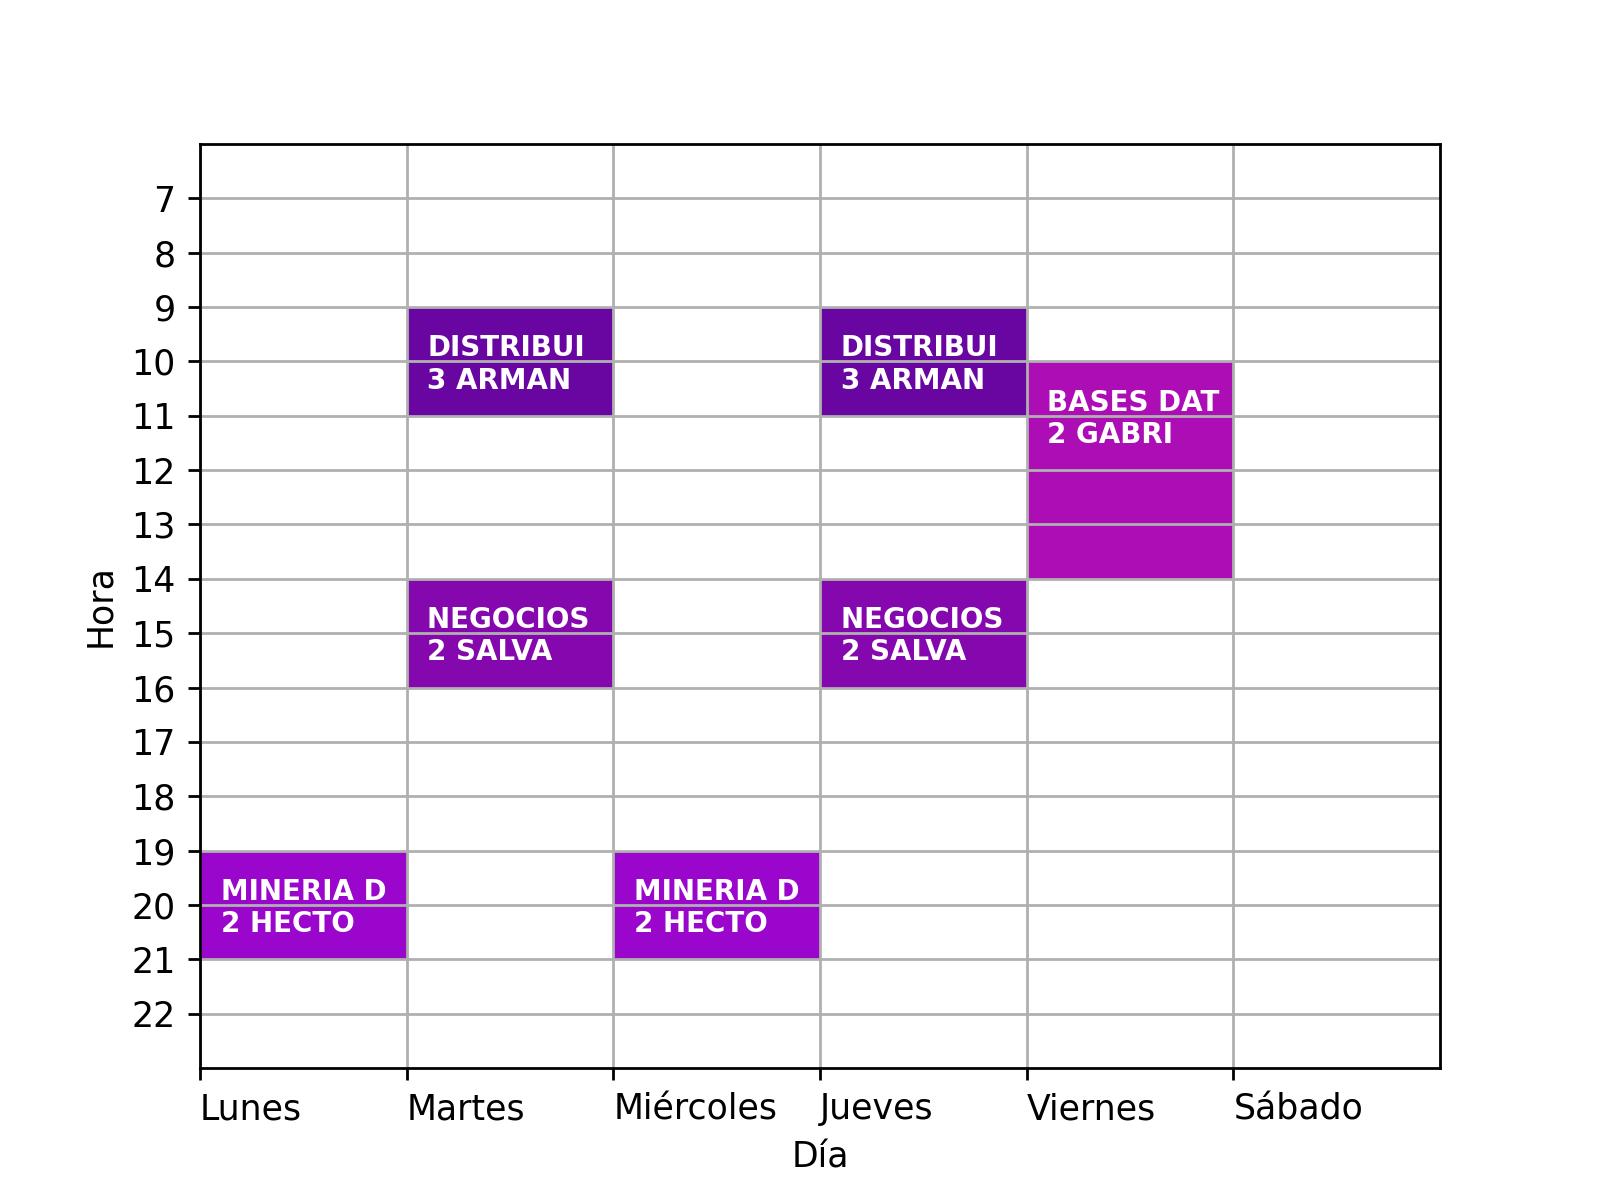 7
8
9
DISTRIBUI
3 ARMAN
DISTRIBUI
3 ARMAN
10
BASES DAT
2 GABRI
11
12
13
14
NEGOCIOS
2 SALVA
NEGOCIOS
2 SALVA
Hora
15
16
17
18
19
MINERIA D
2 HECTO
MINERIA D
2 HECTO
20
21
22
Lunes Martes Miércoles Jueves Viernes Sábado
Día